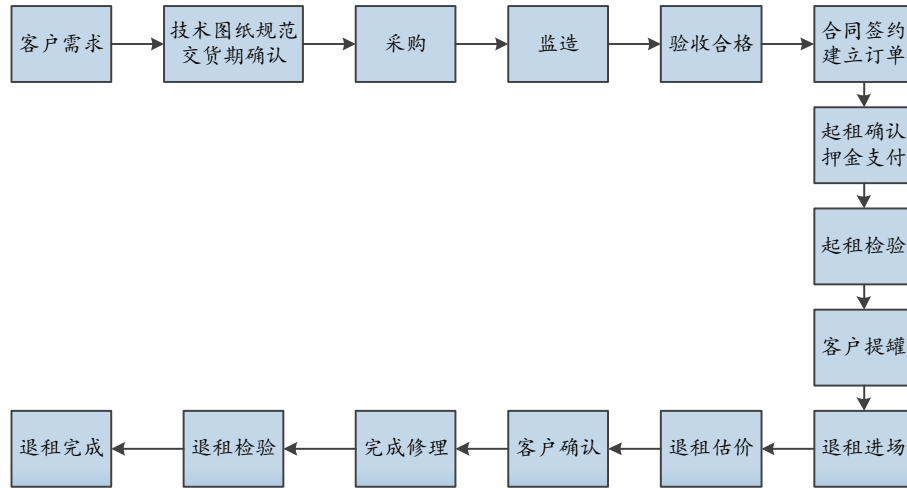 客户需求
技术图纸规范
交货期确认
采购
监造
验收合格
合同签约
建立订单
起租确认
押金支付
起租检验
客户提罐
退租进场
退租估价
客户确认
完成修理
退租检验
退租完成